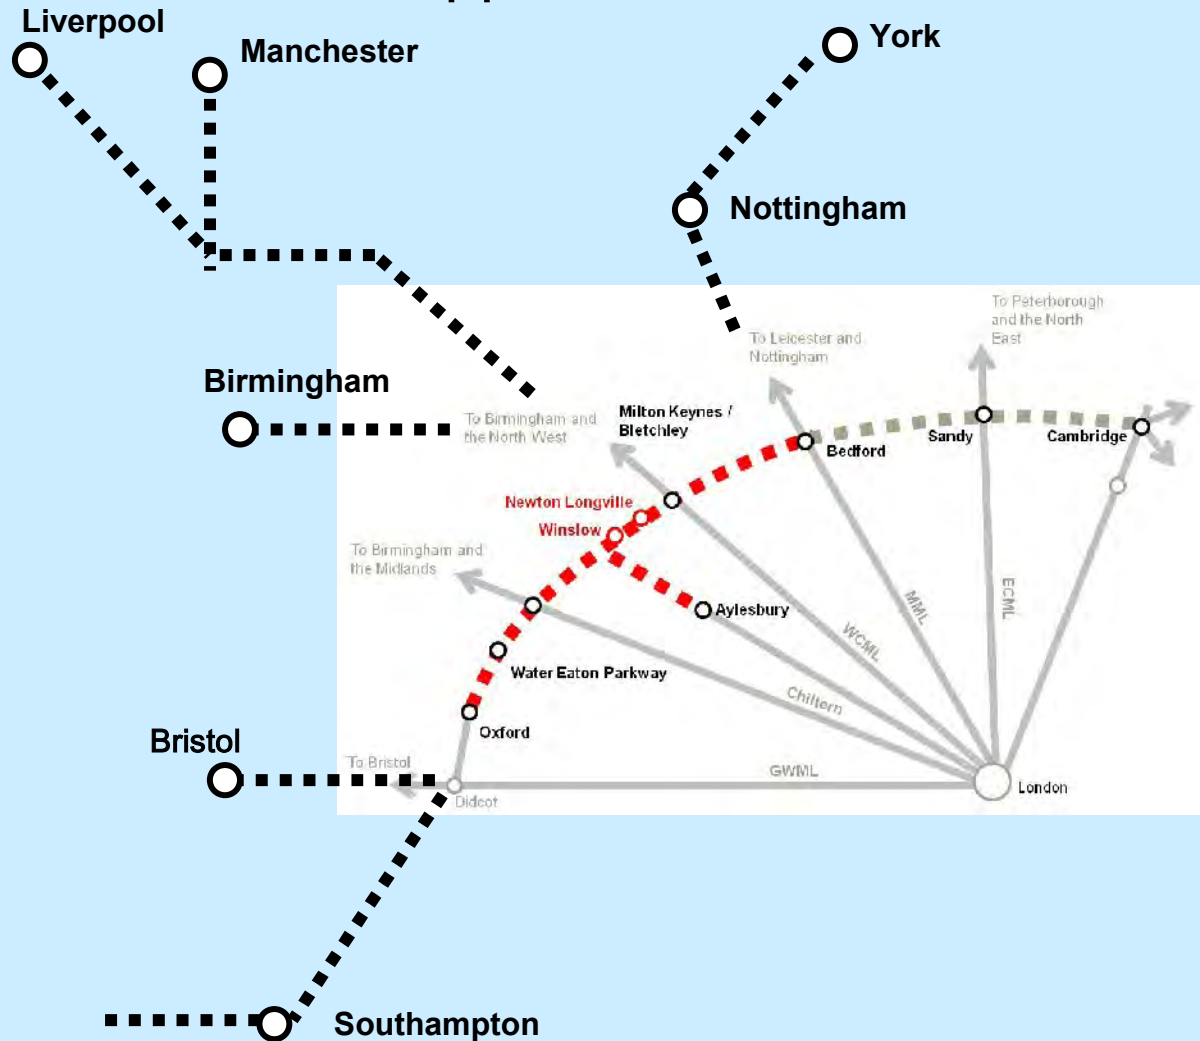 Liverpool
Manchester
York
Nottingham
To Peterborough
and the North
East
To Leicester and
Nottingham
Birmingham
To Birmingham and
the North West
Milton Keynes /
Bletchley
Sandy
Cambridge
Bedford
Newton Longville
Winslow
To Birmingham and
the Midlands
Aylesbury
MML
ECML
WCML
Water Eaton Parkway
Chiltern
Oxford
Bristol
To Bristol
GWML
London
Didcot
Southampton